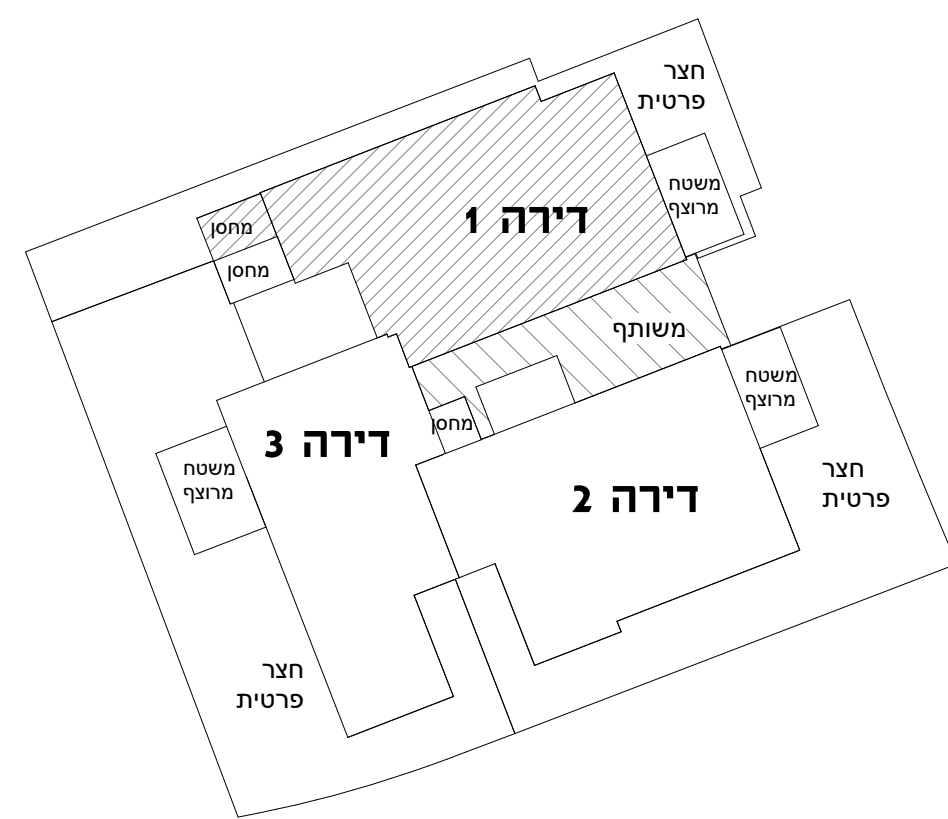 חצר
פרטית
משטח
מרוצף
דירה 1
מחסן
מחסן
משותף
משטח
מרוצף
מחסן
דירה 3
משטח
מרוצף
חצר
פרטית
דירה 2
חצר
פרטית